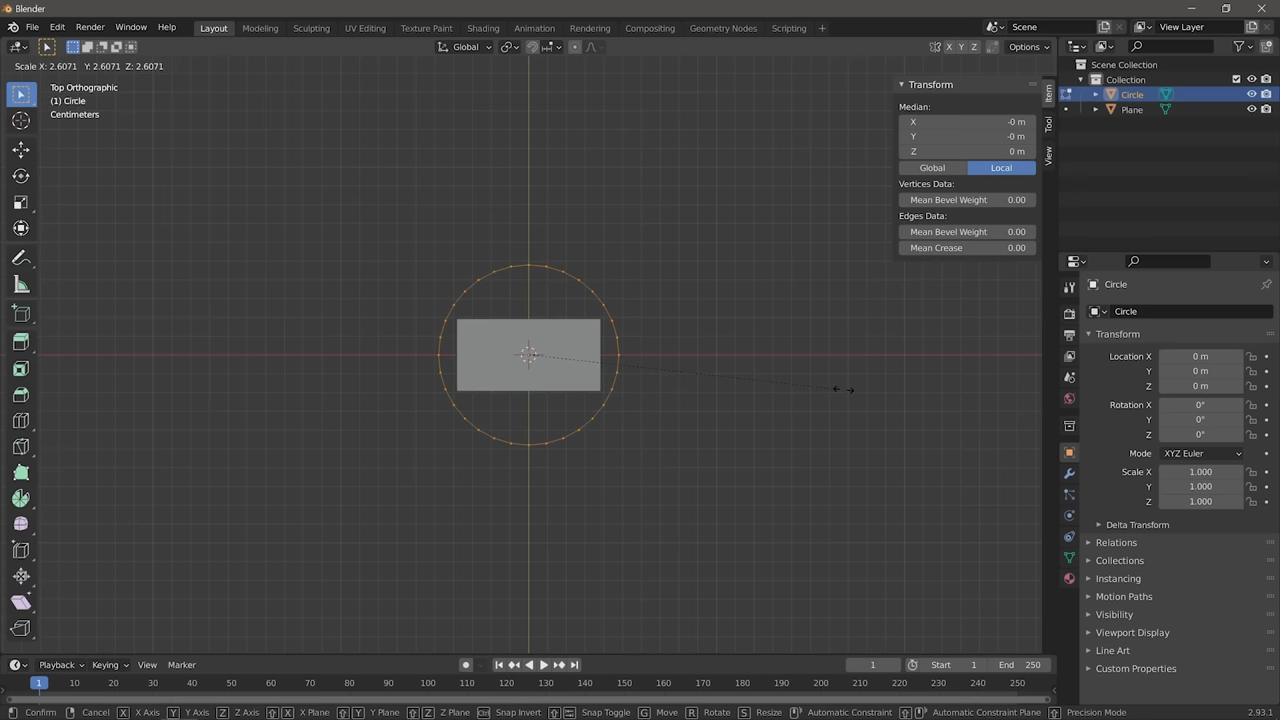 Blender
File Edit Render Window Help Layout Modeling Sculpting UV Editing Texture Paint Shading Animation Rendering Compositing Geometry Nodes Scripting + Scene View Layer
Global X Y Z Options
Scale X: 2.6071 Y: 2.6071 Z: 2.6071
Top Orthographic
(1) Circle
Centimeters
Transform
Median:
X -0 m
Y -0 m
Z 0 m
Global Local
Vertices Data:
Mean Bevel Weight 0.00
Edges Data:
Mean Bevel Weight 0.00
Mean Crease 0.00
Item
Tool
View
Scene Collection
Collection
Circle
Plane
Circle
Circle
Transform
Location X 0 m
Y 0 m
Z 0 m
Rotation X 0°
Y 0°
Z 0°
Mode XYZ Euler
Scale X 1.000
Y 1.000
Z 1.000
Delta Transform
Relations
Collections
Instancing
Motion Paths
Visibility
Viewport Display
Line Art
Custom Properties
Playback Keying View Marker 1 Start 1 End 250
1 10 20 30 40 50 60 70 80 90 100 110 120 130 140 150 160 170 180 190 200 210 220 230 240 250
Confirm Cancel X X Axis Y Y Axis Z Z Axis X X Plane Y Y Plane Z Z Plane Snap Invert Snap Toggle G Move R Rotate S Resize Automatic Constraint Automatic Constraint Plane Precision Mode 2.93.1